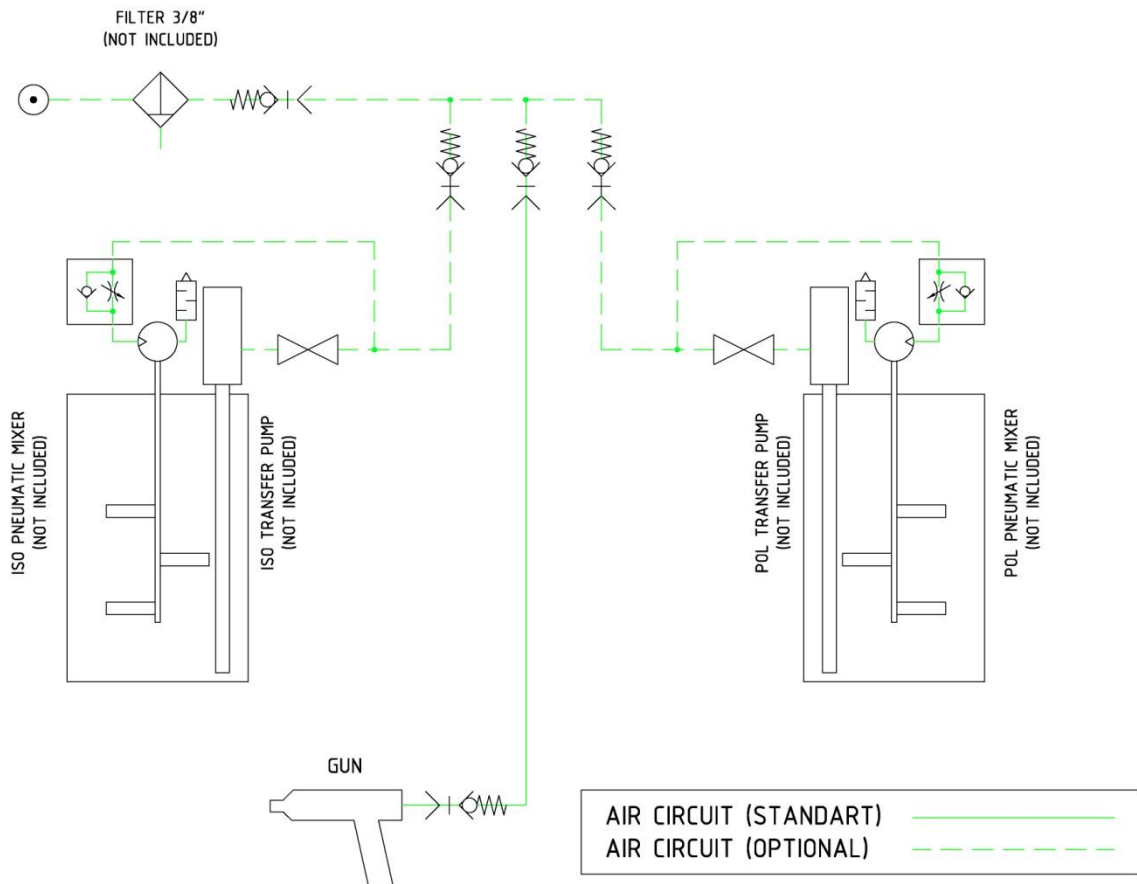 FILTER 3/8"
(NOT INCLUDED)
ISO PNEUMATIC MIXER
(NOT INCLUDED)
ISO TRANSFER PUMP
(NOT INCLUDED)
POL TRANSFER PUMP
(NOT INCLUDED)
POL PNEUMATIC MIXER
(NOT INCLUDED)
GUN
AIR CIRCUIT (STANDART)
AIR CIRCUIT (OPTIONAL)